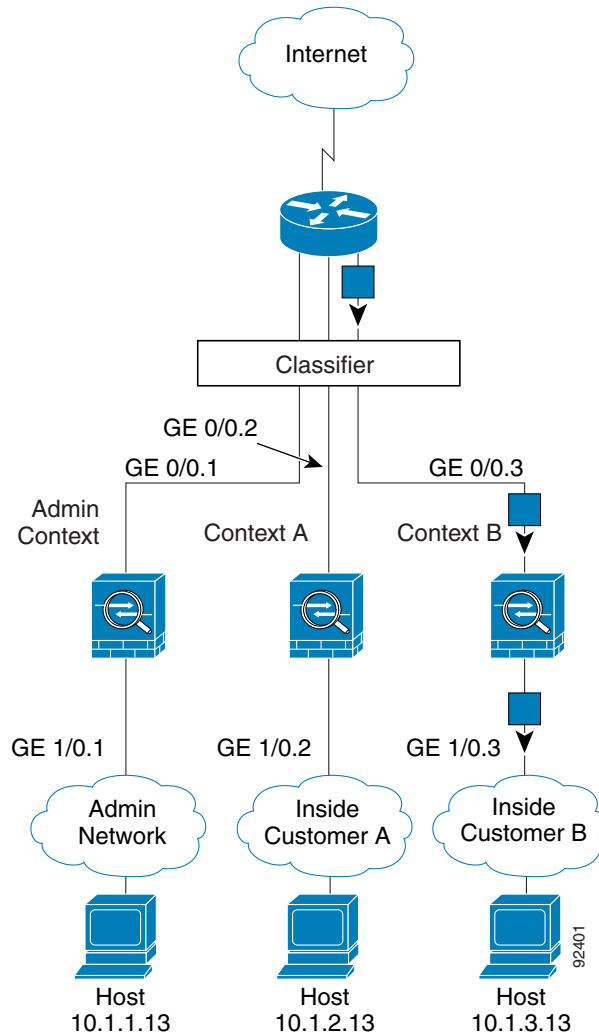 Internet
Classifier
GE 0/0.2
GE 0/0.1
GE 0/0.3
Admin
Context
Context A
Context B
GE 1/0.1
GE 1/0.2
GE 1/0.3
Admin
Network
Inside
Customer A
Inside
Customer B
92401
Host
10.1.1.13
Host
10.1.2.13
Host
10.1.3.13